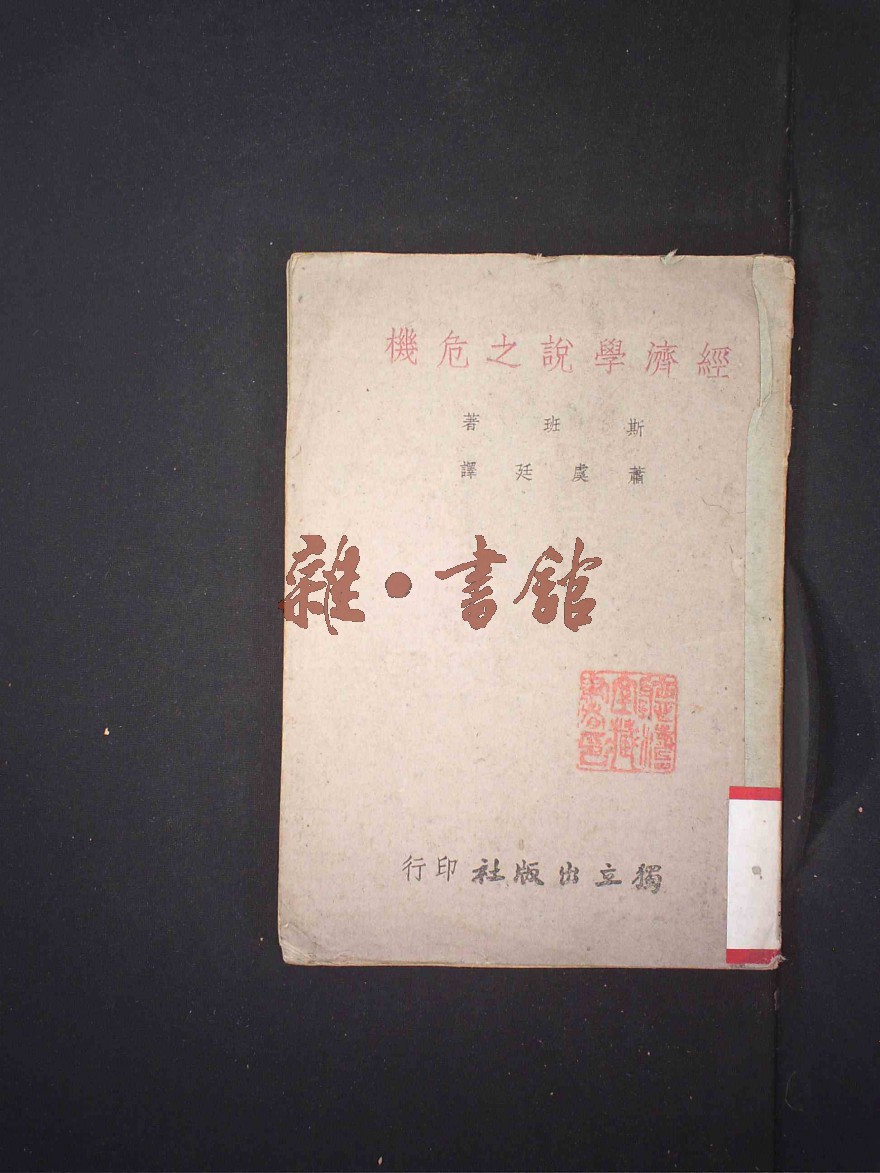 經濟學說之危機
斯班著
蕭虞廷譯
雜·書館
獨立出版社印行